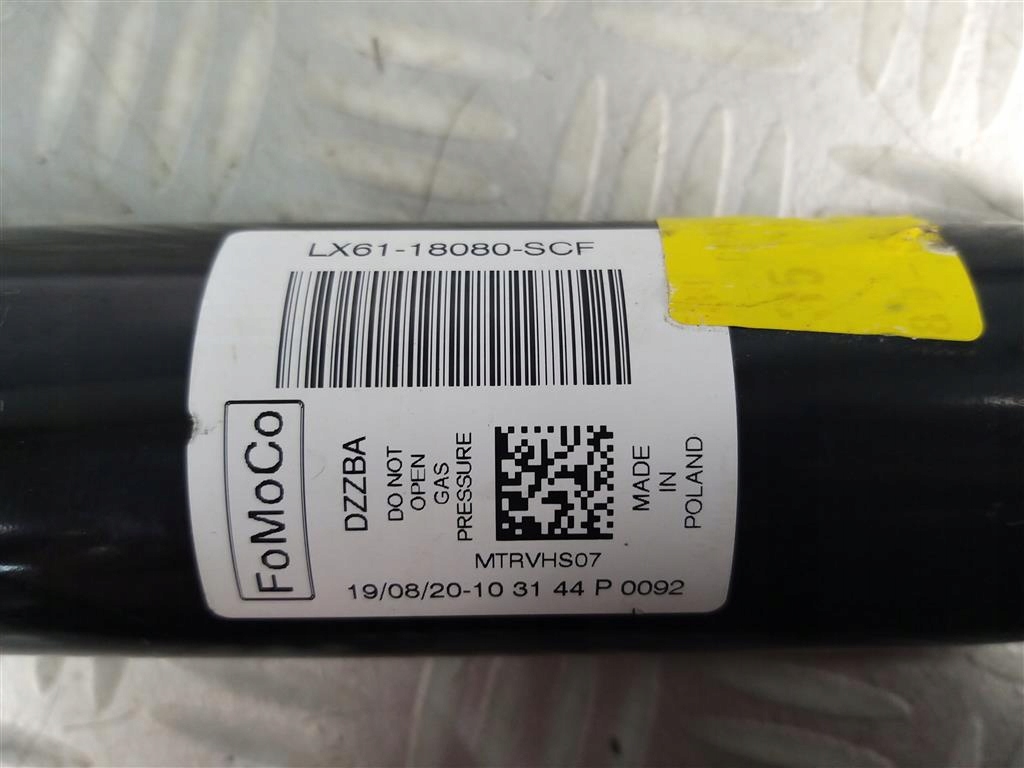 LX61-18080-SCF
FoMoCo
DZZBA
DO NOT
OPEN
GAS
PRESSURE
MADE
IN
POLAND
MTRVHS07
19/08/20-10 31 44 P 0092